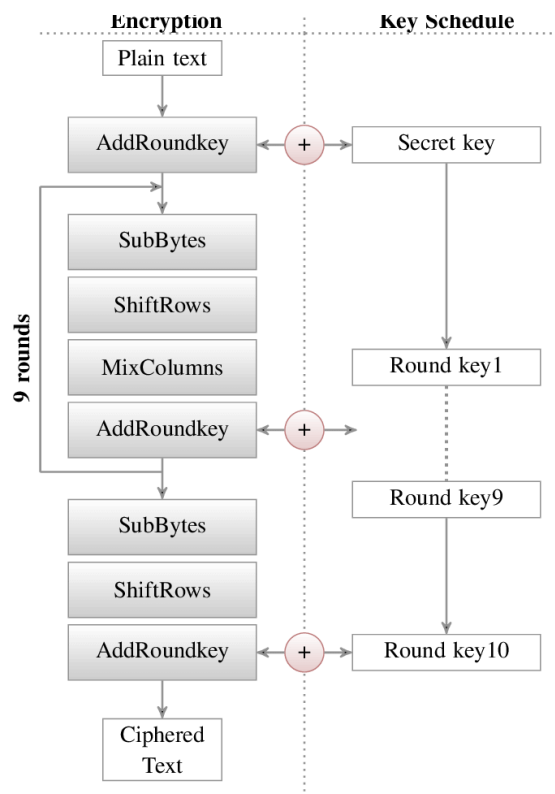 Encryption
Key Schedule
Plain text
AddRoundkey
+
Secret key
SubBytes
ShiftRows
MixColumns
AddRoundkey
+
9 rounds
Round key1
Round key9
SubBytes
ShiftRows
AddRoundkey
+
Round key10
Ciphered
Text